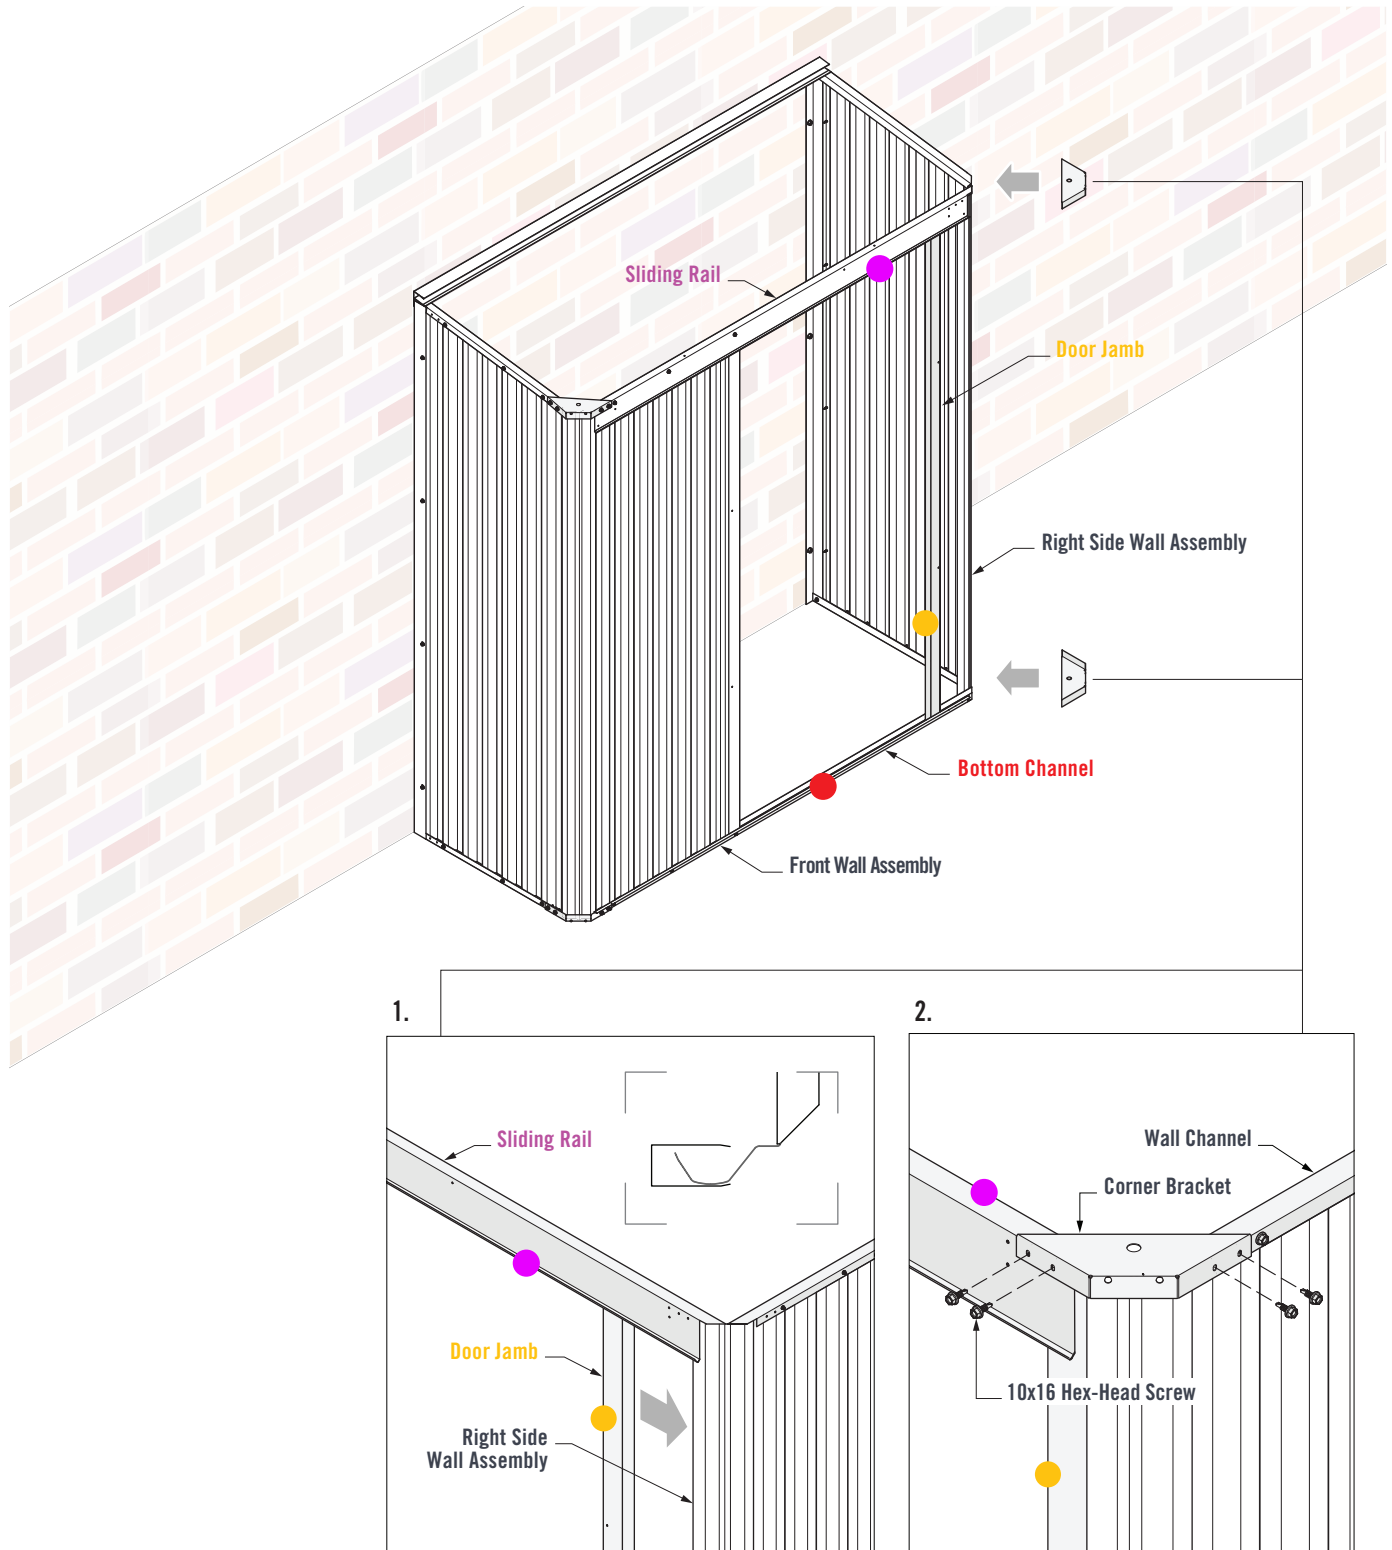 Sliding Rail
Door Jamb
Right Side Wall Assembly
Bottom Channel
Front Wall Assembly
1.
Sliding Rail
Door Jamb
Right Side
Wall Assembly
2.
Wall Channel
Corner Bracket
10x16 Hex-Head Screw